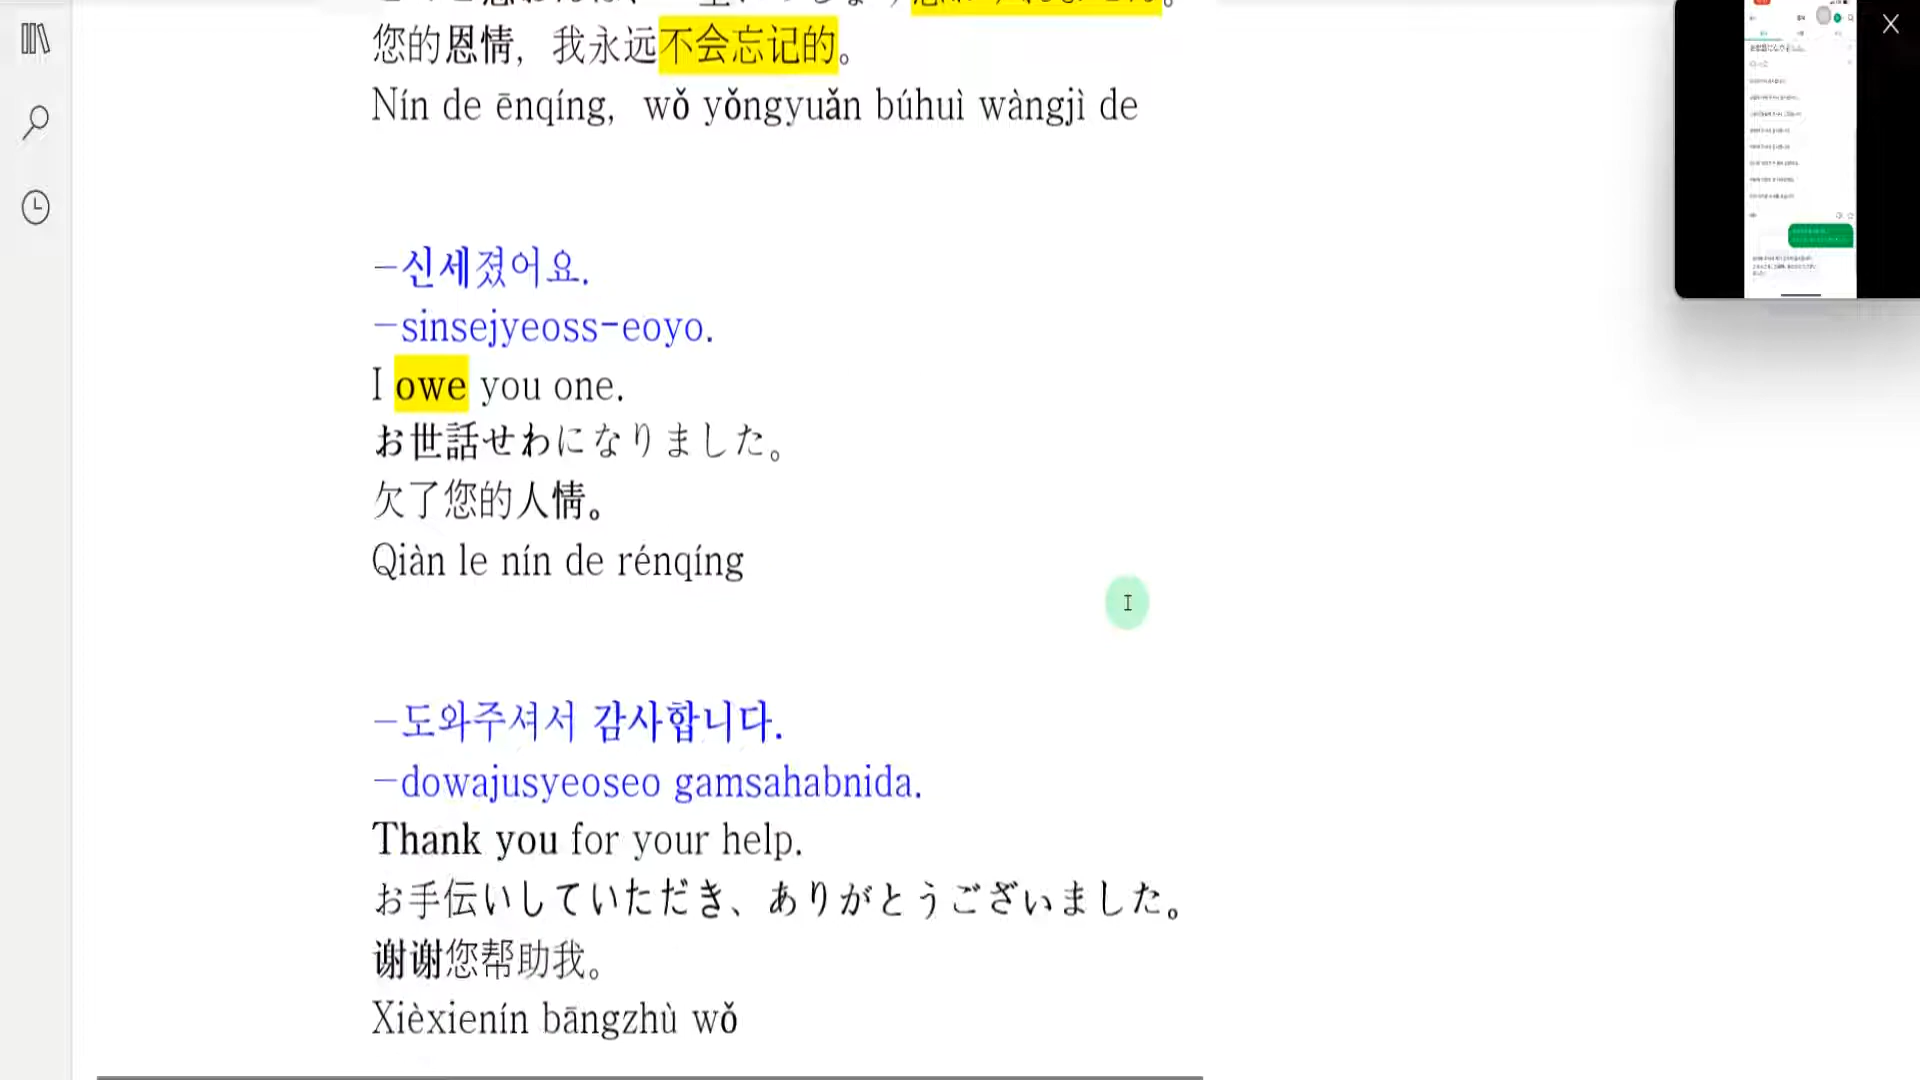 您的恩情，我永远不会忘记的。
Nín de ēnqíng, wǒ yǒngyuǎn búhuì wàngjì de
–신세졌어요.
–sinsejyeoss-eoyo.
I owe you one.
お世話せわになりました。
欠了您的人情。
Qiàn le nín de rénqíng
–도와주셔서 감사합니다.
–dowajusyeoseo gamsahabnida.
Thank you for your help.
お手伝いしていただき、ありがとうございました。
谢谢您帮助我。
Xièxienín bāngzhù wǒ